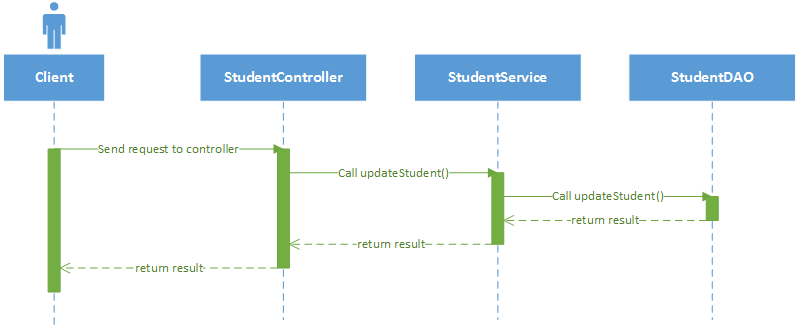 Client
StudentController
StudentService
StudentDAO
Send request to controller
Call updateStudent()
Call updateStudent()
return result
return result
return result